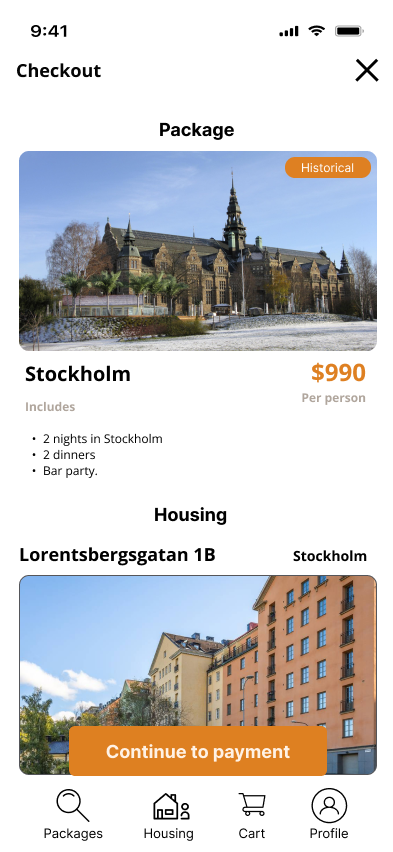 9:41
Checkout
Package
Historical
Stockholm
$990
Includes
Per person
• 2 nights in Stockholm
• 2 dinners
• Bar party.
Housing
Lorentsbergsgatan 1B
Stockholm
Continue to payment
Packages
Housing
Cart
Profile